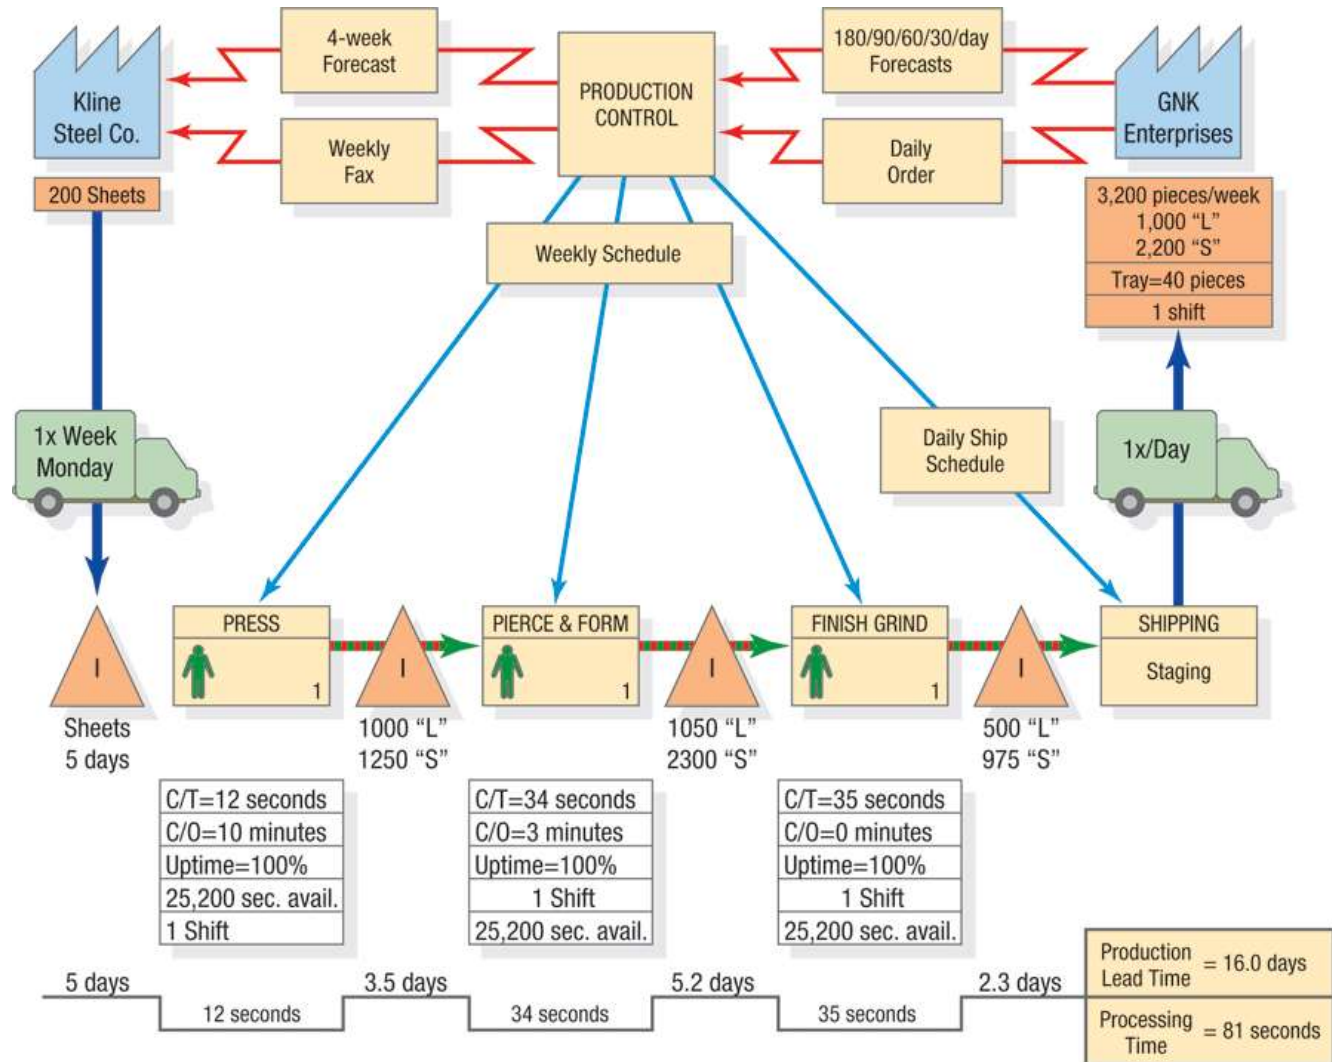 4-week
Forecast
180/90/60/30/day
Forecasts
Kline
Steel Co.
PRODUCTION
CONTROL
GNK
Enterprises
Weekly
Fax
Daily
Order
200 Sheets
3,200 pieces/week
1,000 “L”
2,200 “S”
Tray=40 pieces
1 shift
Weekly Schedule
1x Week
Monday
Daily Ship
Schedule
1x/Day
I
PRESS
1
I
PIERCE & FORM
1
I
FINISH GRIND
1
I
SHIPPING
Staging
Sheets
5 days
1000 “L”
1250 “S”
1050 “L”
2300 “S”
500 “L”
975 “S”
C/T=12 seconds
C/O=10 minutes
Uptime=100%
25,200 sec. avail.
1 Shift
C/T=34 seconds
C/O=3 minutes
Uptime=100%
1 Shift
25,200 sec. avail.
C/T=35 seconds
C/O=0 minutes
Uptime=100%
1 Shift
25,200 sec. avail.
5 days
12 seconds
3.5 days
34 seconds
5.2 days
35 seconds
2.3 days
Production
Lead Time = 16.0 days
Processing
Time = 81 seconds